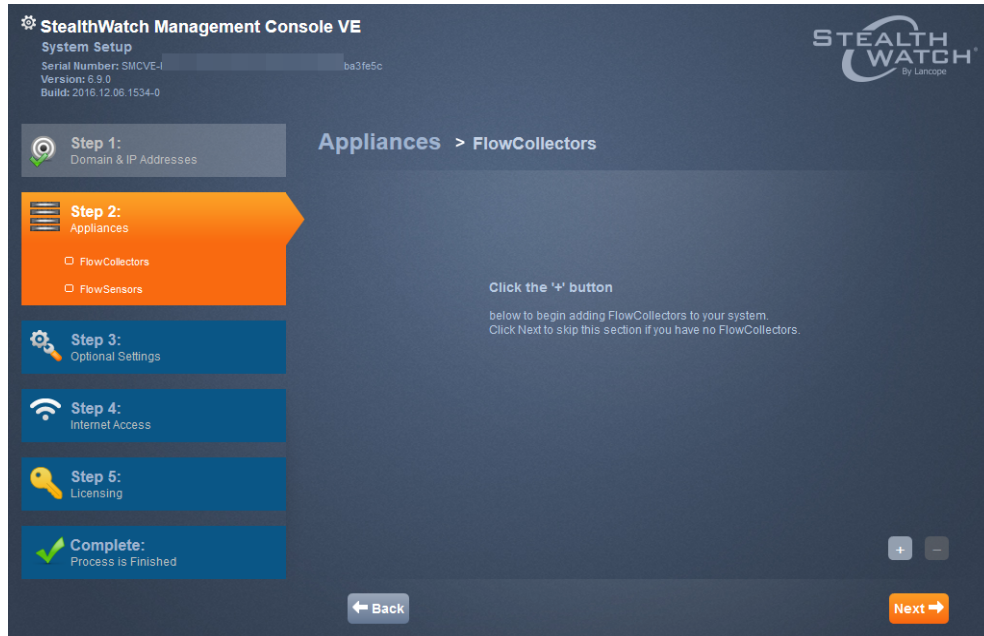 StealthWatch Management Console VE
System Setup
Serial Number: SMCVE- ba3fe5c
Version: 6.9.0
Build: 2016.12.06.1534-0
STEALTH
WATCH
By Lancope
Step 1:
Domain & IP Addresses
Appliances > FlowCollectors
Step 2:
Appliances
FlowCollectors
FlowSensors
Click the '+' button
below to begin adding FlowCollectors to your system.
Click Next to skip this section if you have no FlowCollectors.
Step 3:
Optional Settings
Step 4:
Internet Access
Step 5:
Licensing
Complete:
Process is Finished
+ −
Back
Next